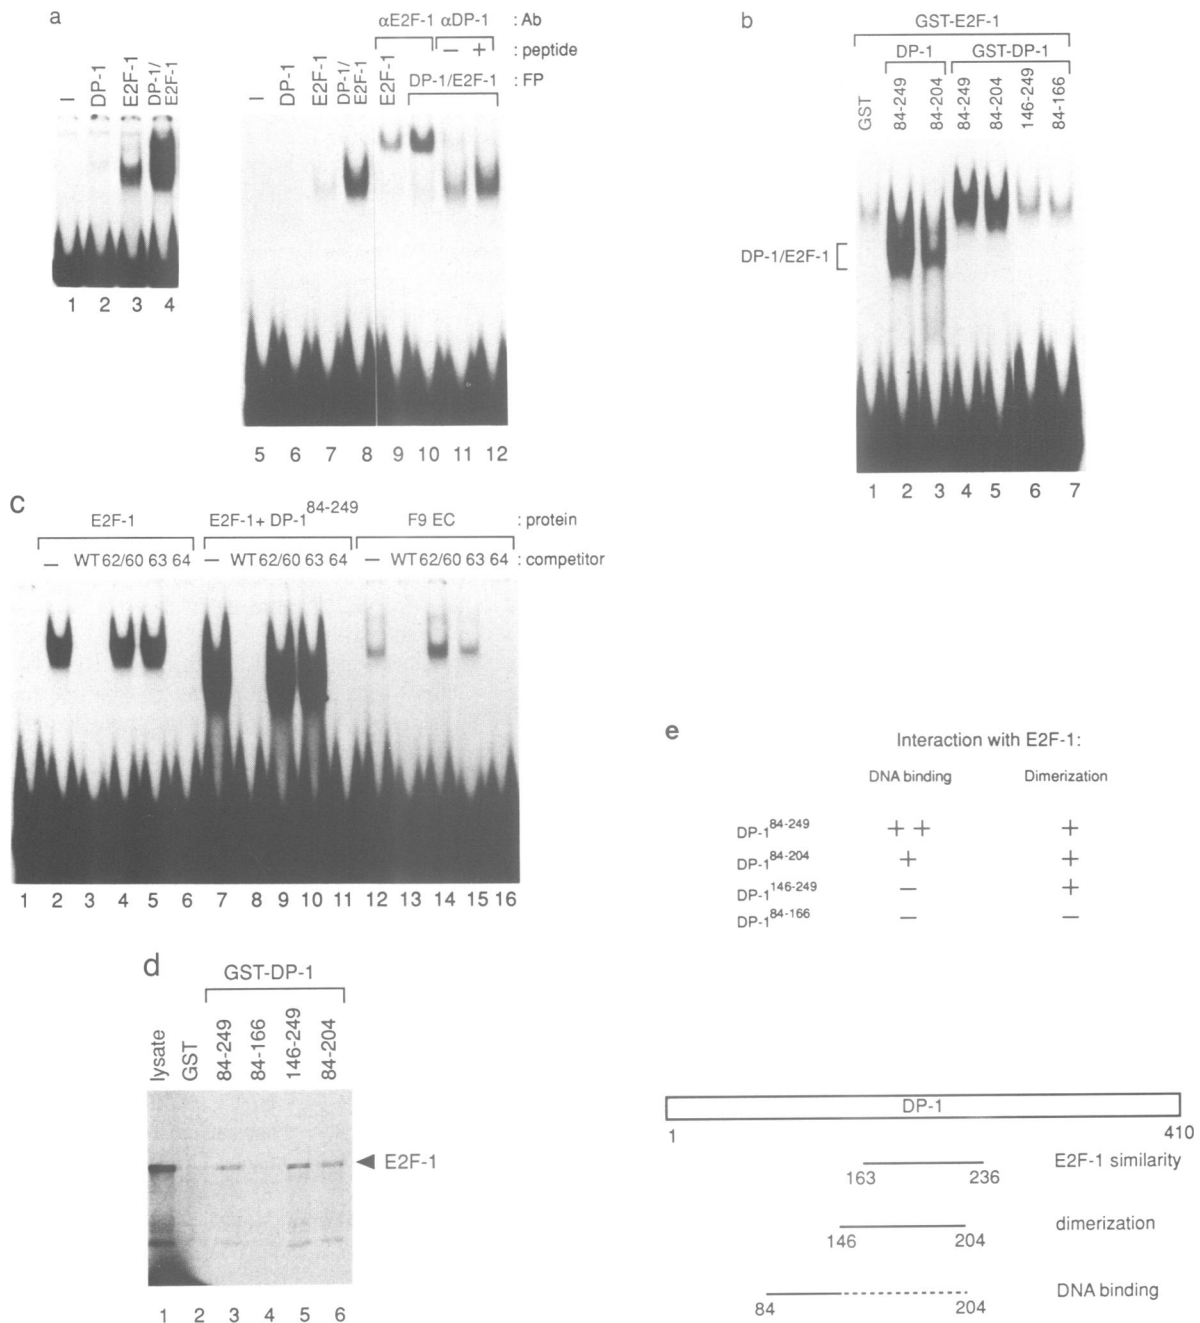 a
αE2F-1 αDP-1 : Ab
− + : peptide
DP-1/E2F-1 : FP
− DP-1 E2F-1 DP-1/E2F-1
− DP-1 E2F-1 DP-1/E2F-1 E2F-1
1 2 3 4
5 6 7 8 9 10 11 12
b
GST-E2F-1
DP-1 GST-DP-1
GST 84-249 84-204 84-249 84-204 146-249 84-166
DP-1/E2F-1
1 2 3 4 5 6 7
c
E2F-1 E2F-1 + DP-1 84-249 F9 EC : protein
− WT 62/60 63 64 − WT 62/60 63 64 − WT 62/60 63 64 : competitor
1 2 3 4 5 6 7 8 9 10 11 12 13 14 15 16
d
GST-DP-1
lysate GST 84-249 84-166 146-249 84-204
E2F-1
1 2 3 4 5 6
e
Interaction with E2F-1:
DNA binding Dimerization
DP-1 84-249 + + +
DP-1 84-204 + +
DP-1 146-249 − +
DP-1 84-166 − −
DP-1
1 410
163 236 E2F-1 similarity
146 204 dimerization
84 204 DNA binding